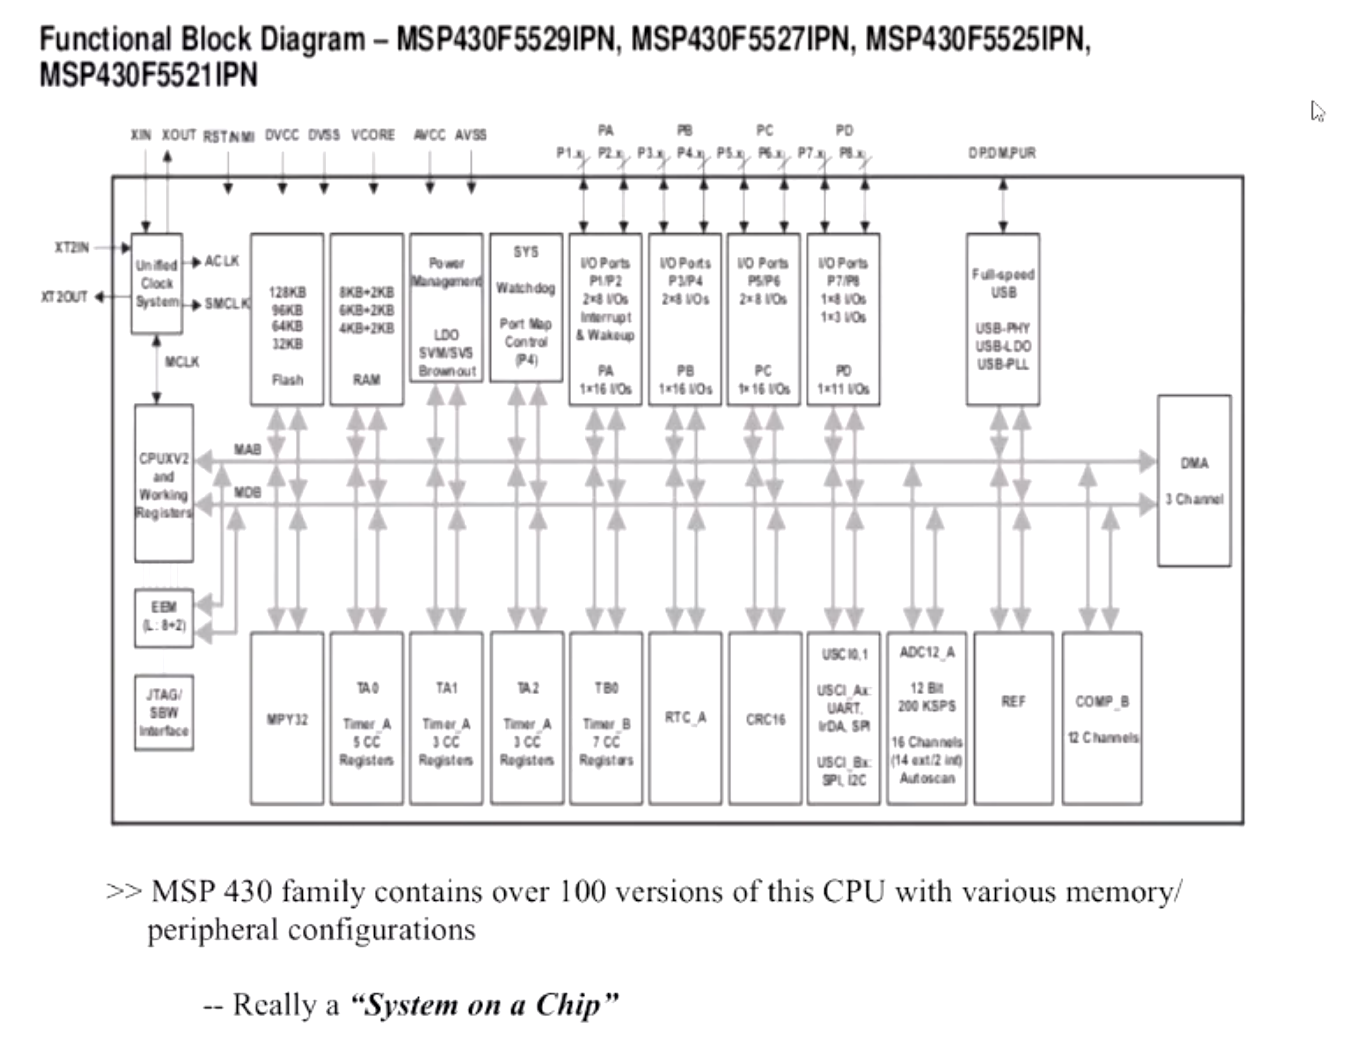 Functional Block Diagram – MSP430F5529IPN, MSP430F5527IPN, MSP430F5525IPN,
MSP430F5521IPN
XIN XOUT RST/NMI DVCC DVSS VCORE AVCC AVSS
PA PB PC PD
P1.x P2.x P3.x P4.x P5.x P6.x P7.x P8.x
DP,DM,PUR
XT2IN
XT2OUT
Unified
Clock
System
ACLK
SMCLK
MCLK
128KB
96KB
64KB
32KB
Flash
8KB+2KB
6KB+2KB
4KB+2KB
RAM
Power
Management
LDO
SVM/SVS
Brownout
SYS
Watchdog
Port Map
Control
(P4)
I/O Ports
P1/P2
2×8 I/Os
Interrupt
& Wakeup
PA
1×16 I/Os
I/O Ports
P3/P4
2×8 I/Os
PB
1×16 I/Os
I/O Ports
P5/P6
2×8 I/Os
PC
1×16 I/Os
I/O Ports
P7/P8
1×8 I/Os
1×3 I/Os
PD
1×11 I/Os
Full-speed
USB
USB-PHY
USB-LDO
USB-PLL
CPUXV2
and
Working
Registers
MAB
MDB
DMA
3 Channel
EEM
(L: 8+2)
JTAG/
SBW
Interface
MPY32
TA0
Timer_A
5 CC
Registers
TA1
Timer_A
3 CC
Registers
TA2
Timer_A
3 CC
Registers
TB0
Timer_B
7 CC
Registers
RTC_A
CRC16
USCI0,1
USCI_Ax:
UART,
IrDA, SPI
USCI_Bx:
SPI, I2C
ADC12_A
12 Bit
200 KSPS
16 Channels
(14 ext/2 int)
Autoscan
REF
COMP_B
12 Channels
>> MSP 430 family contains over 100 versions of this CPU with various memory/
peripheral configurations
-- Really a “System on a Chip”